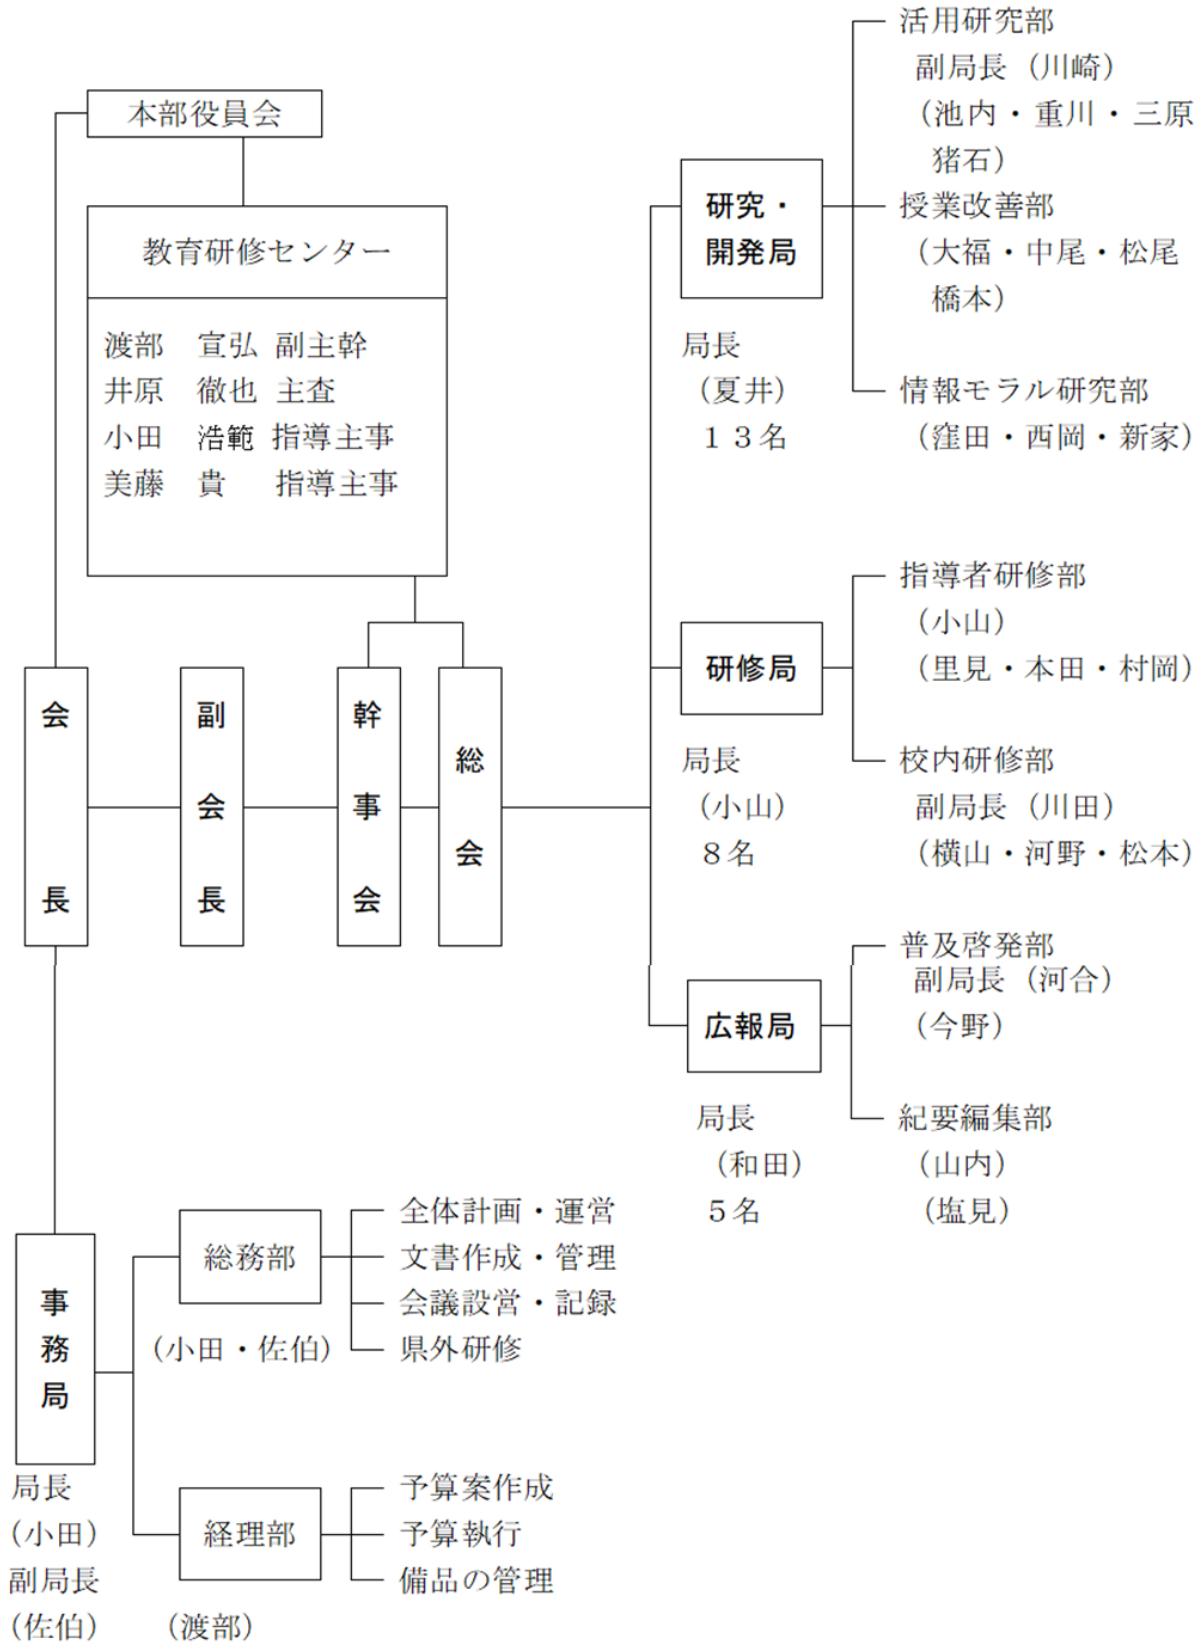 本部役員会
教育研修センター
渡部　宣弘 副主幹
井原　徹也 主査
小田　浩範 指導主事
美藤　貴　指導主事
会長
副会長
幹事会
総会
研究・
開発局
局長
（夏井）
１３名
活用研究部
副局長（川崎）
（池内・重川・三原
猪石）
授業改善部
（大福・中尾・松尾
橋本）
情報モラル研究部
（窪田・西岡・新家）
研修局
局長
（小山）
８名
指導者研修部
（小山）
（里見・本田・村岡）
校内研修部
副局長（川田）
（横山・河野・松本）
広報局
局長
（和田）
５名
普及啓発部
副局長（河合）
（今野）
紀要編集部
（山内）
（塩見）
事務局
局長
（小田）
副局長
（佐伯）
総務部
（小田・佐伯）
全体計画・運営
文書作成・管理
会議設営・記録
県外研修
経理部
（渡部）
予算案作成
予算執行
備品の管理